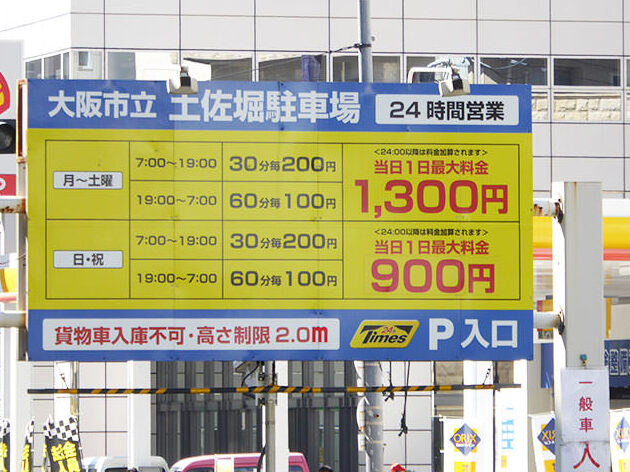 大阪市立 土佐堀駐車場 24時間営業
月〜土曜
7:00〜19:00 30分毎200円
19:00〜7:00 60分毎100円
<24:00以降は料金加算されます>
当日1日最大料金
1,300円
日・祝
7:00〜19:00 30分毎200円
19:00〜7:00 60分毎100円
<24:00以降は料金加算されます>
当日1日最大料金
900円
貨物車入庫不可・高さ制限 2.0m
24h Times
P 入口
一般車入
ORIX